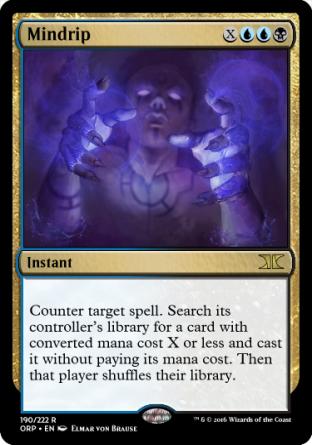 Mindrip
X
Instant
Counter target spell. Search its
controller's library for a card with
converted mana cost X or less and cast
it without paying its mana cost. Then
that player shuffles their library.
190/222 R
ORP • EN Elmar von Brause
™ & © 2016 Wizards of the Coast